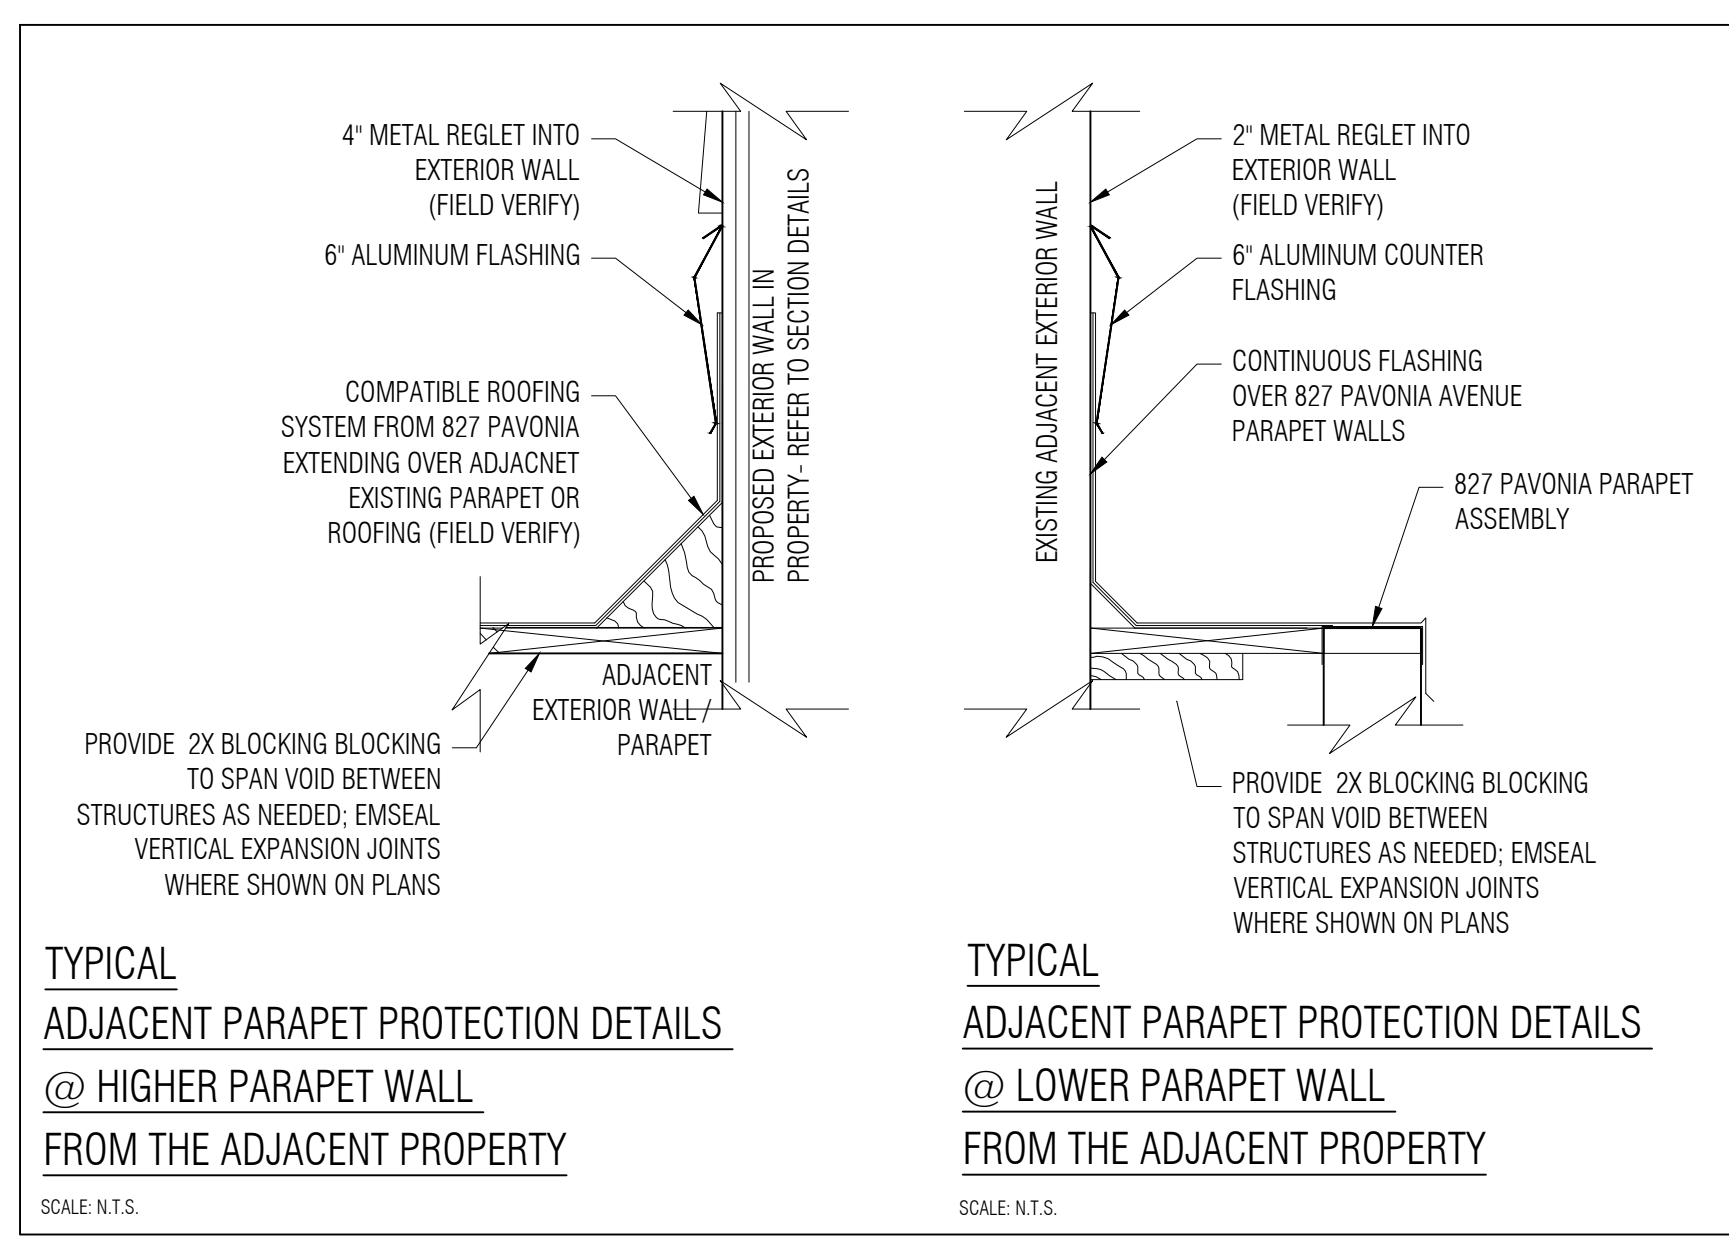 4" METAL REGLET INTO
EXTERIOR WALL
(FIELD VERIFY)
6" ALUMINUM FLASHING
COMPATIBLE ROOFING
SYSTEM FROM 827 PAVONIA
EXTENDING OVER ADJACNET
EXISTING PARAPET OR
ROOFING (FIELD VERIFY)
PROPOSED EXTERIOR WALL IN
PROPERTY- REFER TO SECTION DETAILS
ADJACENT
EXTERIOR WALL /
PARAPET
PROVIDE 2X BLOCKING BLOCKING
TO SPAN VOID BETWEEN
STRUCTURES AS NEEDED; EMSEAL
VERTICAL EXPANSION JOINTS
WHERE SHOWN ON PLANS
TYPICAL
ADJACENT PARAPET PROTECTION DETAILS
@ HIGHER PARAPET WALL
FROM THE ADJACENT PROPERTY
SCALE: N.T.S.
EXISTING ADJACENT EXTERIOR WALL
2" METAL REGLET INTO
EXTERIOR WALL
(FIELD VERIFY)
6" ALUMINUM COUNTER
FLASHING
CONTINUOUS FLASHING
OVER 827 PAVONIA AVENUE
PARAPET WALLS
827 PAVONIA PARAPET
ASSEMBLY
PROVIDE 2X BLOCKING BLOCKING
TO SPAN VOID BETWEEN
STRUCTURES AS NEEDED; EMSEAL
VERTICAL EXPANSION JOINTS
WHERE SHOWN ON PLANS
TYPICAL
ADJACENT PARAPET PROTECTION DETAILS
@ LOWER PARAPET WALL
FROM THE ADJACENT PROPERTY
SCALE: N.T.S.